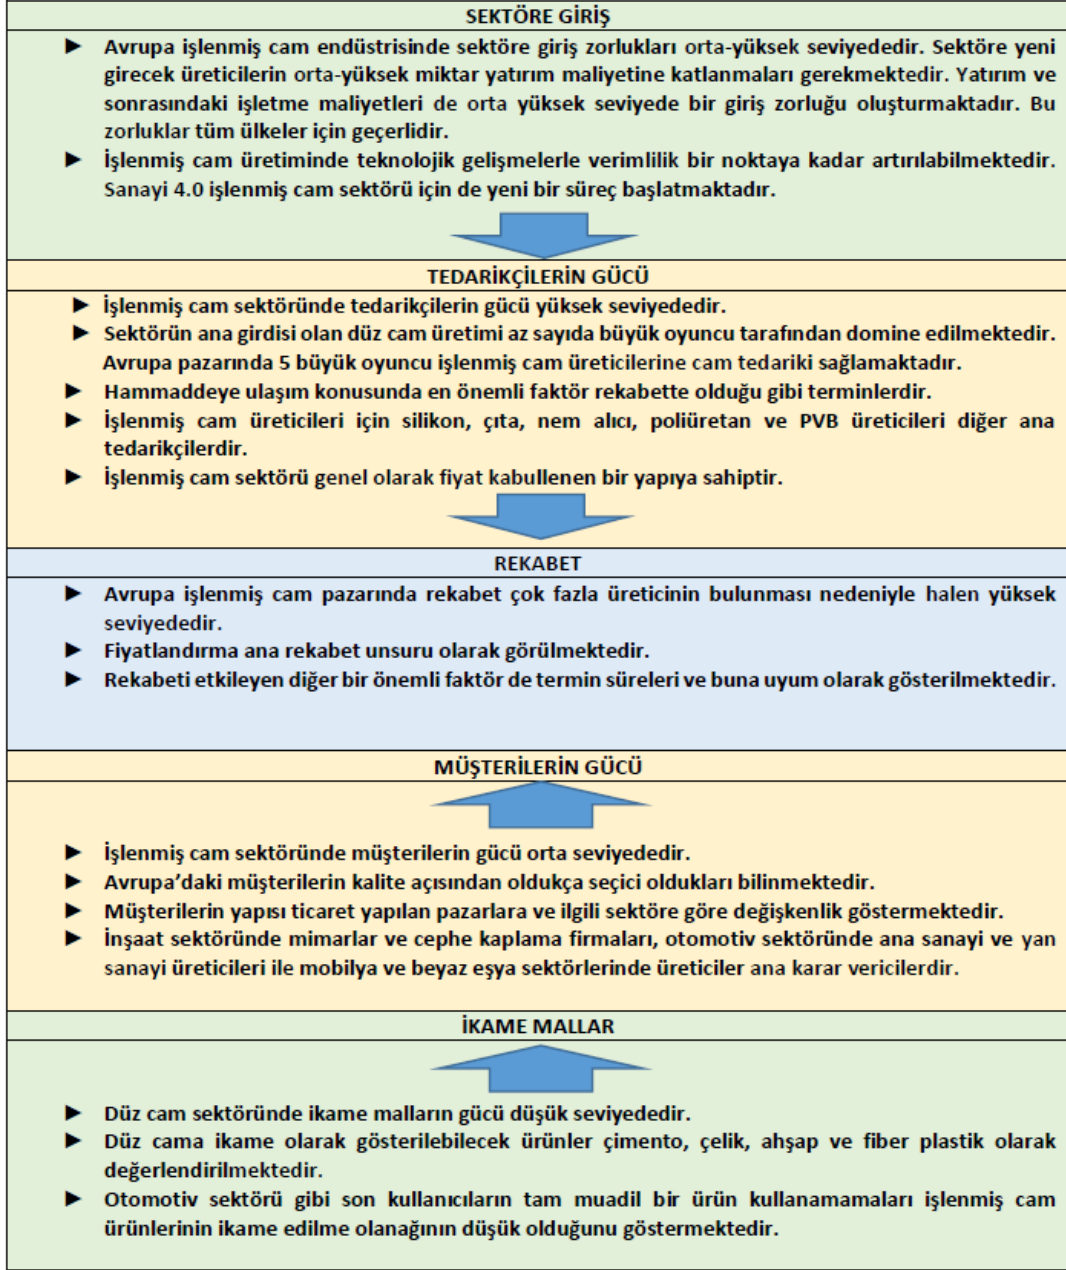 SEKTÖRE GİRİŞ
► Avrupa işlenmiş cam endüstrisinde sektöre giriş zorlukları orta-yüksek seviyededir. Sektöre yeni
girecek üreticilerin orta-yüksek miktar yatırım maliyetine katlanmaları gerekmektedir. Yatırım ve
sonrasındaki işletme maliyetleri de orta yüksek seviyede bir giriş zorluğu oluşturmaktadır. Bu
zorluklar tüm ülkeler için geçerlidir.
► İşlenmiş cam üretiminde teknolojik gelişmelerle verimlilik bir noktaya kadar artırılabilmektedir.
Sanayi 4.0 işlenmiş cam sektörü için de yeni bir süreç başlatmaktadır.
TEDARİKÇİLERİN GÜCÜ
► İşlenmiş cam sektöründe tedarikçilerin gücü yüksek seviyededir.
► Sektörün ana girdisi olan düz cam üretimi az sayıda büyük oyuncu tarafından domine edilmektedir.
Avrupa pazarında 5 büyük oyuncu işlenmiş cam üreticilerine cam tedariki sağlamaktadır.
► Hammaddeye ulaşım konusunda en önemli faktör rekabette olduğu gibi terminlerdir.
► İşlenmiş cam üreticileri için silikon, çıta, nem alıcı, poliüretan ve PVB üreticileri diğer ana
tedarikçilerdir.
► İşlenmiş cam sektörü genel olarak fiyat kabullenen bir yapıya sahiptir.
REKABET
► Avrupa işlenmiş cam pazarında rekabet çok fazla üreticinin bulunması nedeniyle halen yüksek
seviyededir.
► Fiyatlandırma ana rekabet unsuru olarak görülmektedir.
► Rekabeti etkileyen diğer bir önemli faktör de termin süreleri ve buna uyum olarak gösterilmektedir.
MÜŞTERİLERİN GÜCÜ
► İşlenmiş cam sektöründe müşterilerin gücü orta seviyededir.
► Avrupa’daki müşterilerin kalite açısından oldukça seçici oldukları bilinmektedir.
► Müşterilerin yapısı ticaret yapılan pazarlara ve ilgili sektöre göre değişkenlik göstermektedir.
► İnşaat sektöründe mimarlar ve cephe kaplama firmaları, otomotiv sektöründe ana sanayi ve yan
sanayi üreticileri ile mobilya ve beyaz eşya sektörlerinde üreticiler ana karar vericilerdir.
İKAME MALLAR
► Düz cam sektöründe ikame malların gücü düşük seviyededir.
► Düz cama ikame olarak gösterilebilecek ürünler çimento, çelik, ahşap ve fiber plastik olarak
değerlendirilmektedir.
► Otomotiv sektörü gibi son kullanıcıların tam muadil bir ürün kullanamamaları işlenmiş cam
ürünlerinin ikame edilme olanağının düşük olduğunu göstermektedir.